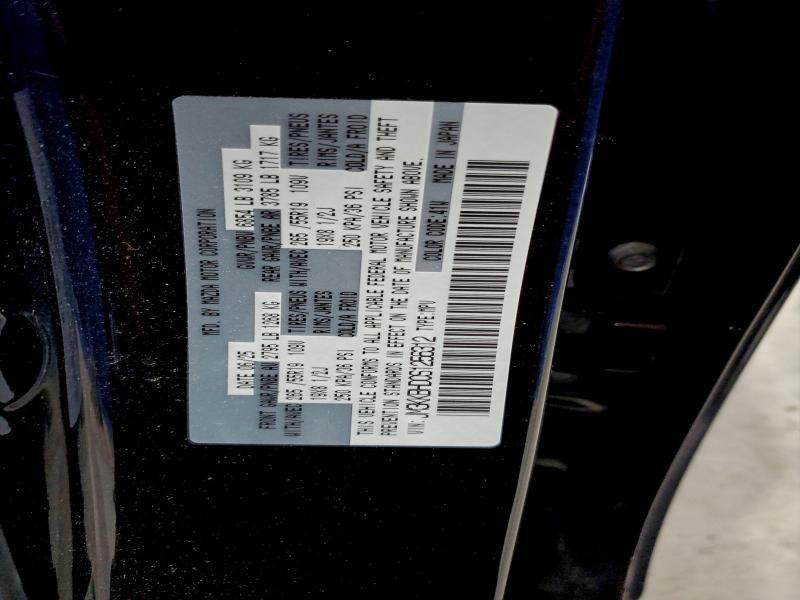 MFD. BY MAZDA MOTOR CORPORATION
DATE 06/25 GVWR/PNBV 6854 LB 3109 KG
FRONT GAWR/PNBE AV 2795 LB 1268 KG REAR GAWR/PNBE AR 3785 LB 1717 KG
WITH/AVEC TIRES/PNEUS WITH/AVEC TIRES/PNEUS
265 /55R19 109V 265 /55R19 109V
RIMS/JANTES RIMS/JANTES
19X8 1/2J 19X8 1/2J
COLD/A FROID COLD/A FROID
250 KPA/36 PSI 250 KPA/36 PSI
THIS VEHICLE CONFORMS TO ALL APPLICABLE FEDERAL MOTOR VEHICLE SAFETY AND THEFT
PREVENTION STANDARDS IN EFFECT ON THE DATE OF MANUFACTURE SHOWN ABOVE.
VIN: TYPE:MPV COLOR CODE:41W MADE IN JAPAN